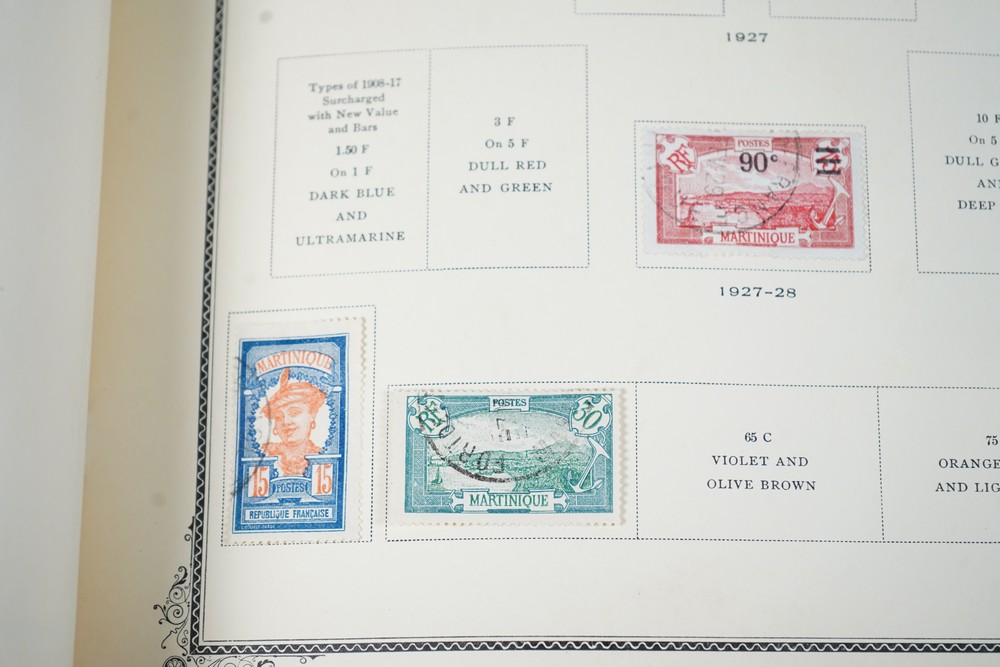 1927
Types of 1908-17
Surcharged
with New Value
and Bars
1.50 F
On 1 F
DARK BLUE
AND
ULTRAMARINE
3 F
On 5 F
DULL RED
AND GREEN
RF
POSTES
90c
MARTINIQUE
10 F
On 5
DULL G
AN
DEEP
1927-28
MARTINIQUE
15 POSTES 15
REPUBLIQUE FRANÇAISE
RF POSTES 30
MARTINIQUE
65 C
VIOLET AND
OLIVE BROWN
75
ORANGE
AND LIG